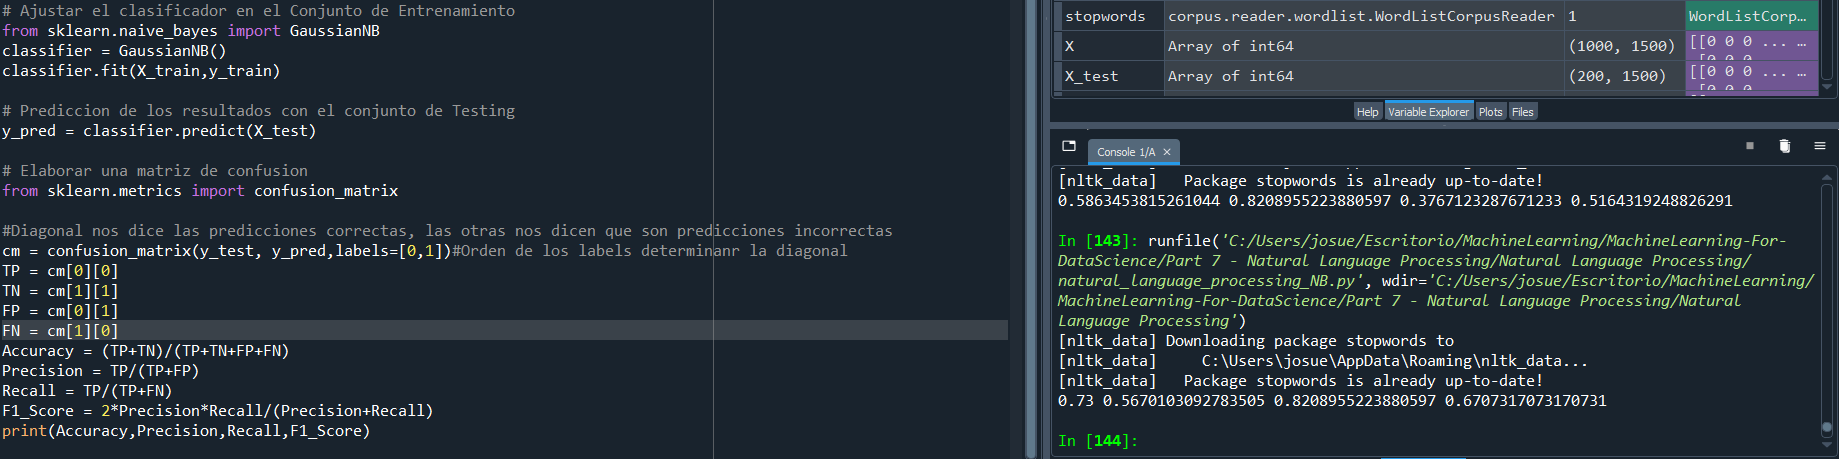 # Ajustar el clasificador en el Conjunto de Entrenamiento
from sklearn.naive_bayes import GaussianNB
classifier = GaussianNB()
classifier.fit(X_train,y_train)
# Prediccion de los resultados con el conjunto de Testing
y_pred = classifier.predict(X_test)
# Elaborar una matriz de confusion
from sklearn.metrics import confusion_matrix
#Diagonal nos dice las predicciones correctas, las otras nos dicen que son predicciones incorrectas
cm = confusion_matrix(y_test, y_pred,labels=[0,1])#Orden de los labels determinanr la diagonal
TP = cm[0][0]
TN = cm[1][1]
FP = cm[0][1]
FN = cm[1][0]
Accuracy = (TP+TN)/(TP+TN+FP+FN)
Precision = TP/(TP+FP)
Recall = TP/(TP+FN)
F1_Score = 2*Precision*Recall/(Precision+Recall)
print(Accuracy,Precision,Recall,F1_Score)
stopwords corpus.reader.wordlist.WordListCorpusReader 1 WordListCorp…
X Array of int64 (1000, 1500) [[0 0 0 ... …
X_test Array of int64 (200, 1500) [[0 0 0 ... …
Help Variable Explorer Plots Files
Console 1/A ×
[nltk_data]   Package stopwords is already up-to-date!
0.5863453815261044 0.8208955223880597 0.3767123287671233 0.5164319248826291
In [143]: runfile('C:/Users/josue/Escritorio/MachineLearning/MachineLearning-For-
DataScience/Part 7 - Natural Language Processing/Natural Language Processing/
natural_language_processing_NB.py', wdir='C:/Users/josue/Escritorio/MachineLearning/
MachineLearning-For-DataScience/Part 7 - Natural Language Processing/Natural
Language Processing')
[nltk_data] Downloading package stopwords to
[nltk_data]     C:\Users\josue\AppData\Roaming\nltk_data...
[nltk_data]   Package stopwords is already up-to-date!
0.73 0.5670103092783505 0.8208955223880597 0.6707317073170731
In [144]: